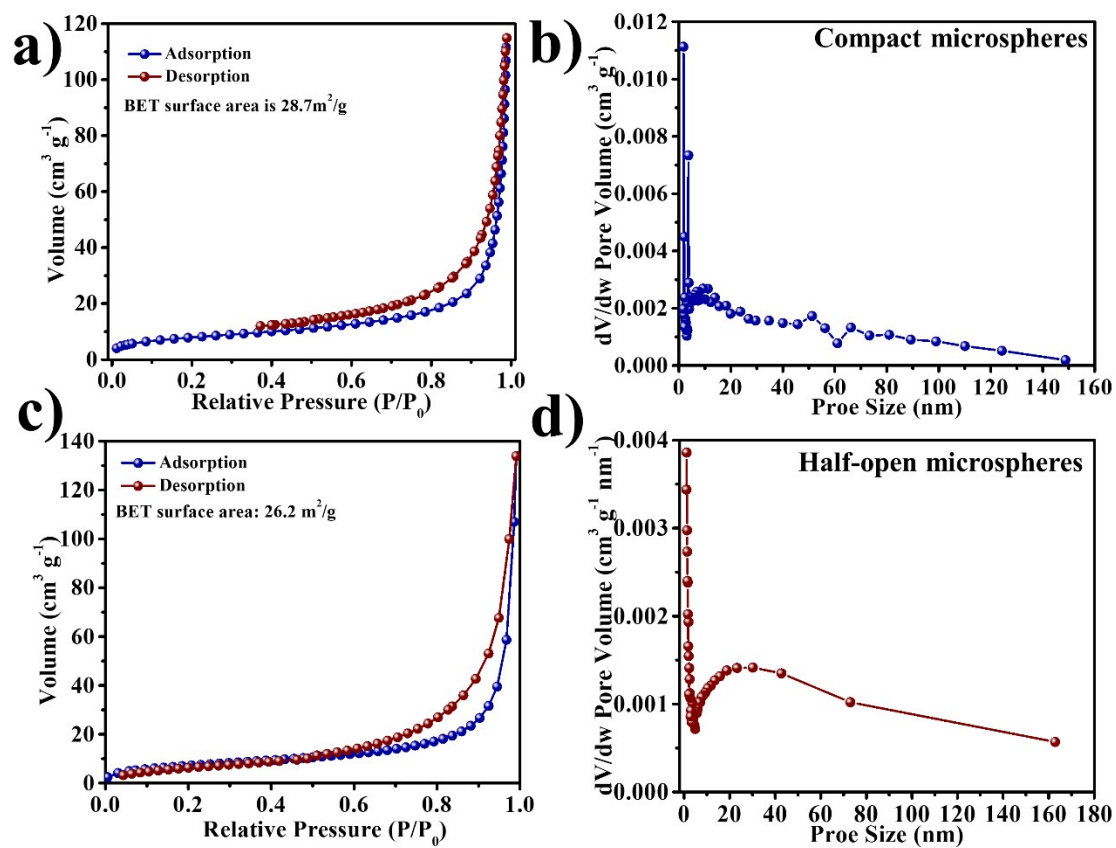 a)
120
100
80
60
40
20
0
Volume (cm³ g⁻¹)
Adsorption
Desorption
BET surface area is 28.7m²/g
0.0 0.2 0.4 0.6 0.8 1.0
Relative Pressure (P/P₀)
b)
0.012
0.010
0.008
0.006
0.004
0.002
0.000
dV/dw Pore Volume (cm³ g⁻¹)
Compact microspheres
0 20 40 60 80 100 120 140 160
Proe Size (nm)
c)
140
120
100
80
60
40
20
0
Volume (cm³ g⁻¹)
Adsorption
Desorption
BET surface area: 26.2 m²/g
0.0 0.2 0.4 0.6 0.8 1.0
Relative Pressure (P/P₀)
d)
0.004
0.003
0.002
0.001
0.000
dV/dw Pore Volume (cm³ g⁻¹ nm⁻¹)
Half-open microspheres
0 20 40 60 80 100 120 140 160 180
Proe Size (nm)